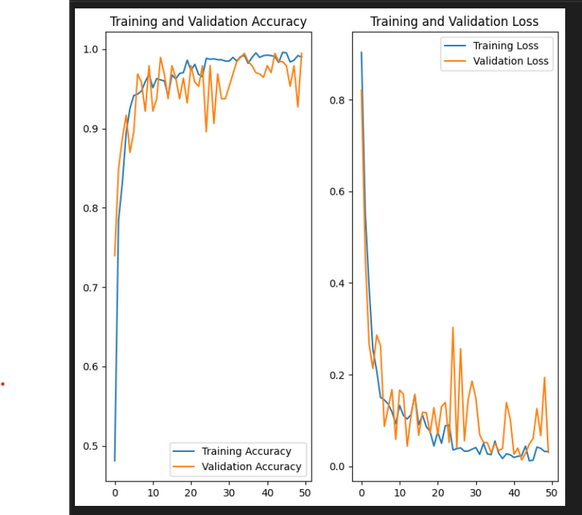 Training and Validation Accuracy
1.0
0.9
0.8
0.7
0.6
0.5
Training Accuracy
Validation Accuracy
0 10 20 30 40 50
Training and Validation Loss
Training Loss
Validation Loss
0.8
0.6
0.4
0.2
0.0
0 10 20 30 40 50